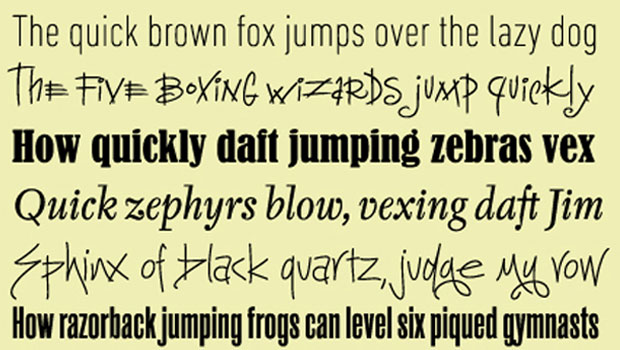 The quick brown fox jumps over the lazy dog
The Five Boxing Wizards jump quickly
How quickly daft jumping zebras vex
Quick zephyrs blow, vexing daft Jim
Sphinx of black quartz, judge my vow
How razorback jumping frogs can level six piqued gymnasts